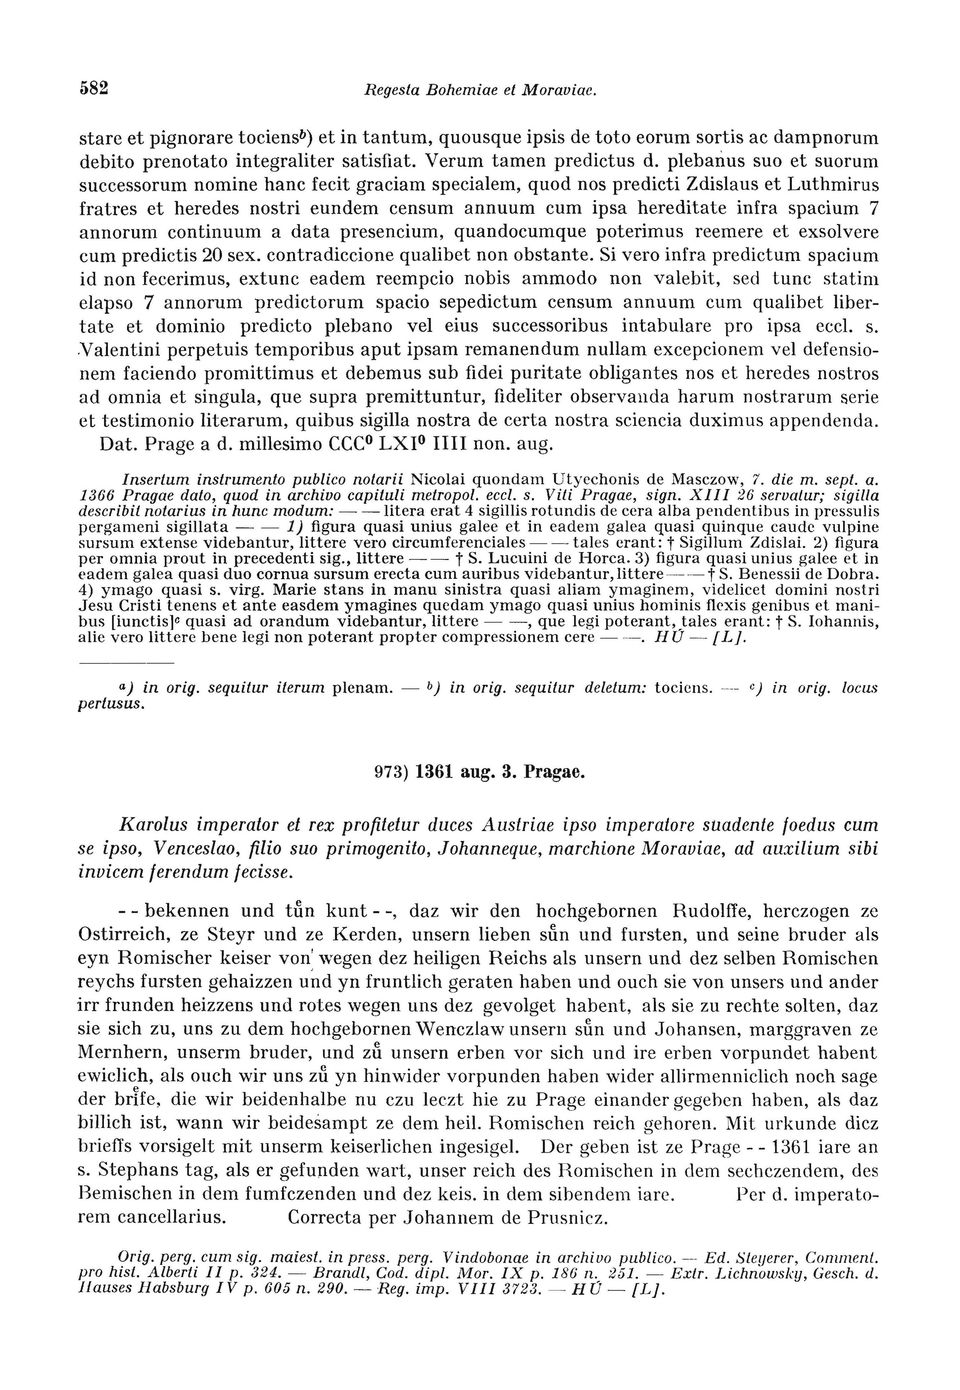 582 Regesta Bohemiae et Moraviae.
stare et pignorare tociensᵇ) et in tantum, quousque ipsis de toto eorum sortis ac dampnorum
debito prenotato integraliter satisfiat. Verum tamen predictus d. plebanus suo et suorum
successorum nomine hanc fecit graciam specialem, quod nos predicti Zdislaus et Luthmirus
fratres et heredes nostri eundem censum annuum cum ipsa hereditate infra spacium 7
annorum continuum a data presencium, quandocumque poterimus reemere et exsolvere
cum predictis 20 sex. contradiccione qualibet non obstante. Si vero infra predictum spacium
id non fecerimus, extunc eadem reempcio nobis ammodo non valebit, sed tunc statim
elapso 7 annorum predictorum spacio sepedictum censum annuum cum qualibet liber-
tate et dominio predicto plebano vel eius successoribus intabulare pro ipsa eccl. s.
Valentini perpetuis temporibus aput ipsam remanendum nullam excepcionem vel defensio-
nem faciendo promittimus et debemus sub fidei puritate obligantes nos et heredes nostros
ad omnia et singula, que supra premittuntur, fideliter observanda harum nostrarum serie
et testimonio literarum, quibus sigilla nostra de certa nostra sciencia duximus appendenda.
Dat. Prage a d. millesimo CCC⁰ LXI⁰ IIII non. aug.
Insertum instrumento publico notarii Nicolai quondam Utyechonis de Masczow, 7. die m. sept. a.
1366 Pragae dato, quod in archivo capituli metropol. eccl. s. Viti Pragae, sign. XIII 26 servatur; sigilla
describit notarius in hunc modum: — — litera erat 4 sigillis rotundis de cera alba pendentibus in pressulis
pergameni sigillata — — 1) figura quasi unius galee et in eadem galea quasi quinque caude vulpine
sursum extense videbantur, littere vero circumferenciales — — tales erant: † Sigillum Zdislai. 2) figura
per omnia prout in precedenti sig., littere — — † S. Lucuini de Horca. 3) figura quasi unius galee et in
eadem galea quasi duo cornua sursum erecta cum auribus videbantur, littere — — † S. Benessii de Dobra.
4) ymago quasi s. virg. Marie stans in manu sinistra quasi aliam ymaginem, videlicet domini nostri
Jesu Cristi tenens et ante easdem ymagines quedam ymago quasi unius hominis flexis genibus et mani-
bus [iunctis]ᶜ quasi ad orandum videbantur, littere — —, que legi poterant, tales erant: † S. Iohannis,
alie vero littere bene legi non poterant propter compressionem cere — —. HÚ — [L].
ᵃ) in orig. sequitur iterum plenam. — ᵇ) in orig. sequitur deletum: tociens. — ᶜ) in orig. locus
pertusus.
973) 1361 aug. 3. Pragae.
Karolus imperator et rex profitetur duces Austriae ipso imperatore suadente foedus cum
se ipso, Venceslao, filio suo primogenito, Johanneque, marchione Moraviae, ad auxilium sibi
invicem ferendum fecisse.
- - bekennen und tuͤn kunt - -, daz wir den hochgebornen Rudolffe, herczogen ze
Ostirreich, ze Steyr und ze Kerden, unsern lieben suͤn und fursten, und seine bruder als
eyn Romischer keiser von wegen dez heiligen Reichs als unsern und dez selben Romischen
reychs fursten gehaizzen und yn fruntlich geraten haben und ouch sie von unsers und ander
irr frunden heizzens und rotes wegen uns dez gevolget habent, als sie zu rechte solten, daz
sie sich zu, uns zu dem hochgebornen Wenczlaw unsern suͤn und Johansen, marggraven ze
Mernhern, unserm bruder, und zuͤ unsern erben vor sich und ire erben vorpundet habent
ewiclich, als ouch wir uns zuͤ yn hinwider vorpunden haben wider allirmenniclich noch sage
der briͤfe, die wir beidenhalbe nu czu leczt hie zu Prage einander gegeben haben, als daz
billich ist, wann wir beidesampt ze dem heil. Romischen reich gehoren. Mit urkunde dicz
brieffs vorsigelt mit unserm keiserlichen ingesigel. Der geben ist ze Prage - - 1361 iare an
s. Stephans tag, als er gefunden wart, unser reich des Romischen in dem sechczendem, des
Bemischen in dem fumfczenden und dez keis. in dem sibendem iare. Per d. imperato-
rem cancellarius. Correcta per Johannem de Prusnicz.
Orig. perg. cum sig. maiest. in press. perg. Vindobonae in archivo publico. — Ed. Steyerer, Comment.
pro hist. Alberti II p. 324. — Brandl, Cod. dipl. Mor. IX p. 186 n. 251. — Extr. Lichnowsky, Gesch. d.
Hauses Habsburg IV p. 605 n. 290. — Reg. imp. VIII 3723. — HÚ — [L].